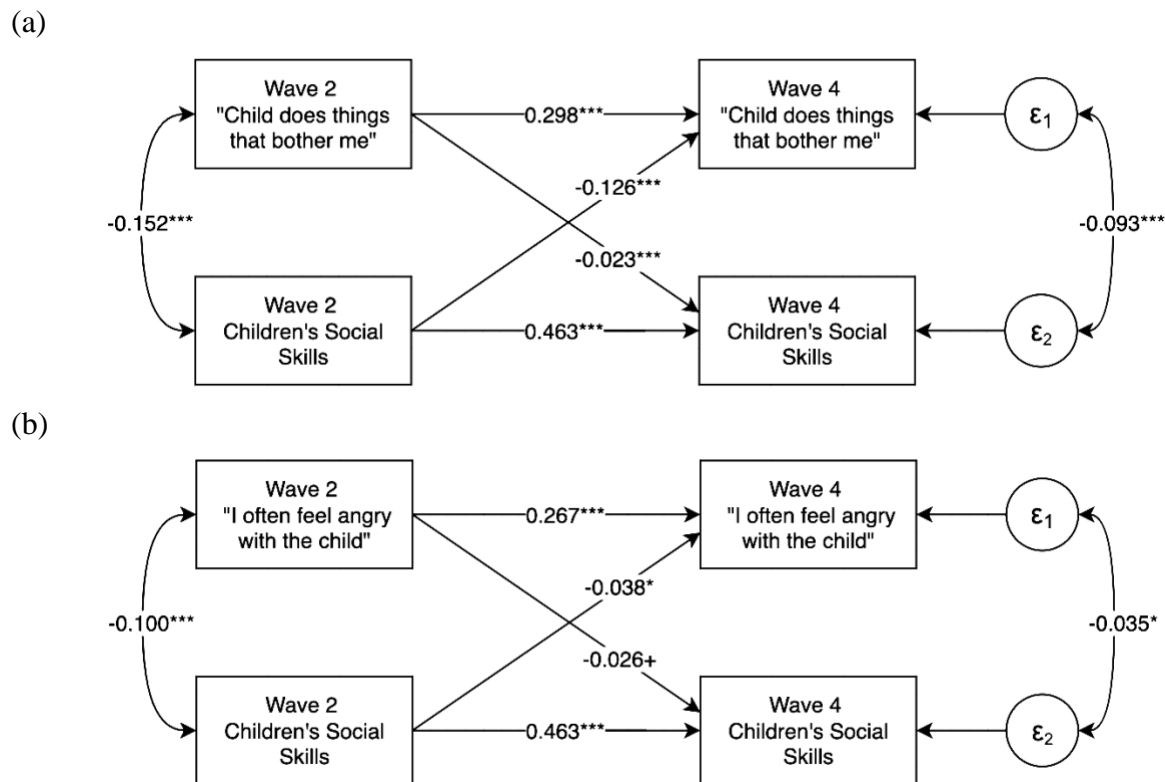 (a)
Wave 2
"Child does things
that bother me"
0.298***
Wave 4
"Child does things
that bother me"
ε1
-0.126***
-0.152***
-0.093***
-0.023***
Wave 2
Children's Social
Skills
0.463***
Wave 4
Children's Social
Skills
ε2
(b)
Wave 2
"I often feel angry
with the child"
0.267***
Wave 4
"I often feel angry
with the child"
ε1
-0.038*
-0.100***
-0.035*
-0.026+
Wave 2
Children's Social
Skills
0.463***
Wave 4
Children's Social
Skills
ε2